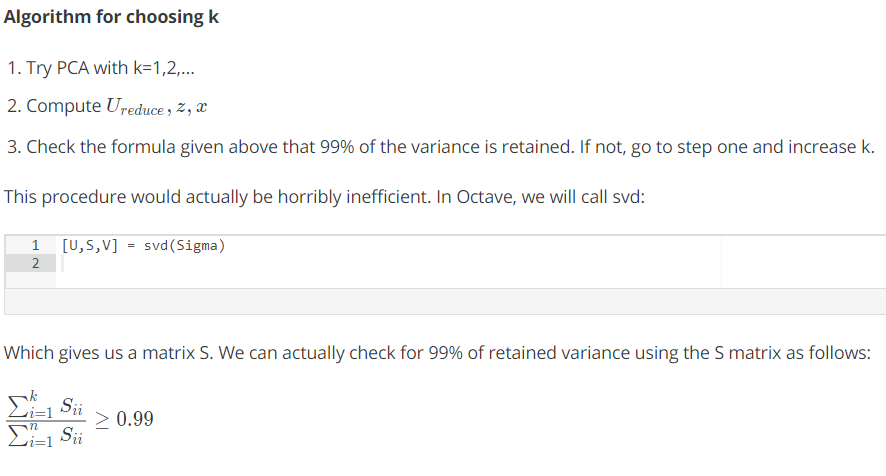 Algorithm for choosing k
1. Try PCA with k=1,2,...
2. Compute U_reduce, z, x
3. Check the formula given above that 99% of the variance is retained. If not, go to step one and increase k.
This procedure would actually be horribly inefficient. In Octave, we will call svd:
1 [U,S,V] = svd(Sigma)
2
Which gives us a matrix S. We can actually check for 99% of retained variance using the S matrix as follows:
\frac{\sum_{i=1}^{k} S_{ii}}{\sum_{i=1}^{n} S_{ii}} ≥ 0.99